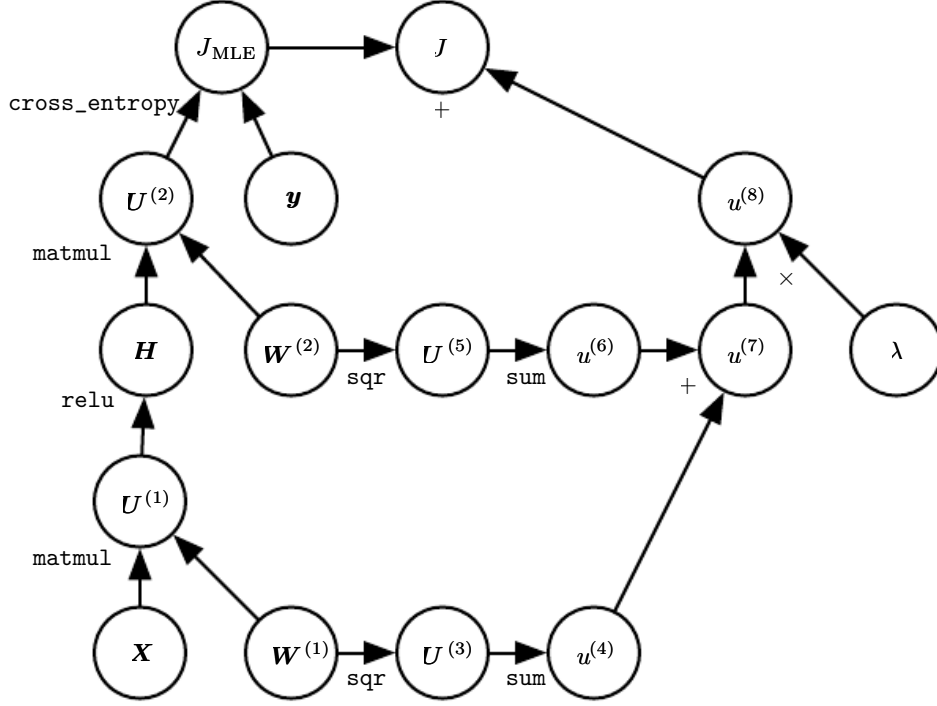 J_MLE J
cross_entropy +
U^(2) y u^(8)
matmul ×
H W^(2) U^(5) u^(6) u^(7) λ
relu sqr sum +
U^(1)
matmul
X W^(1) U^(3) u^(4)
sqr sum